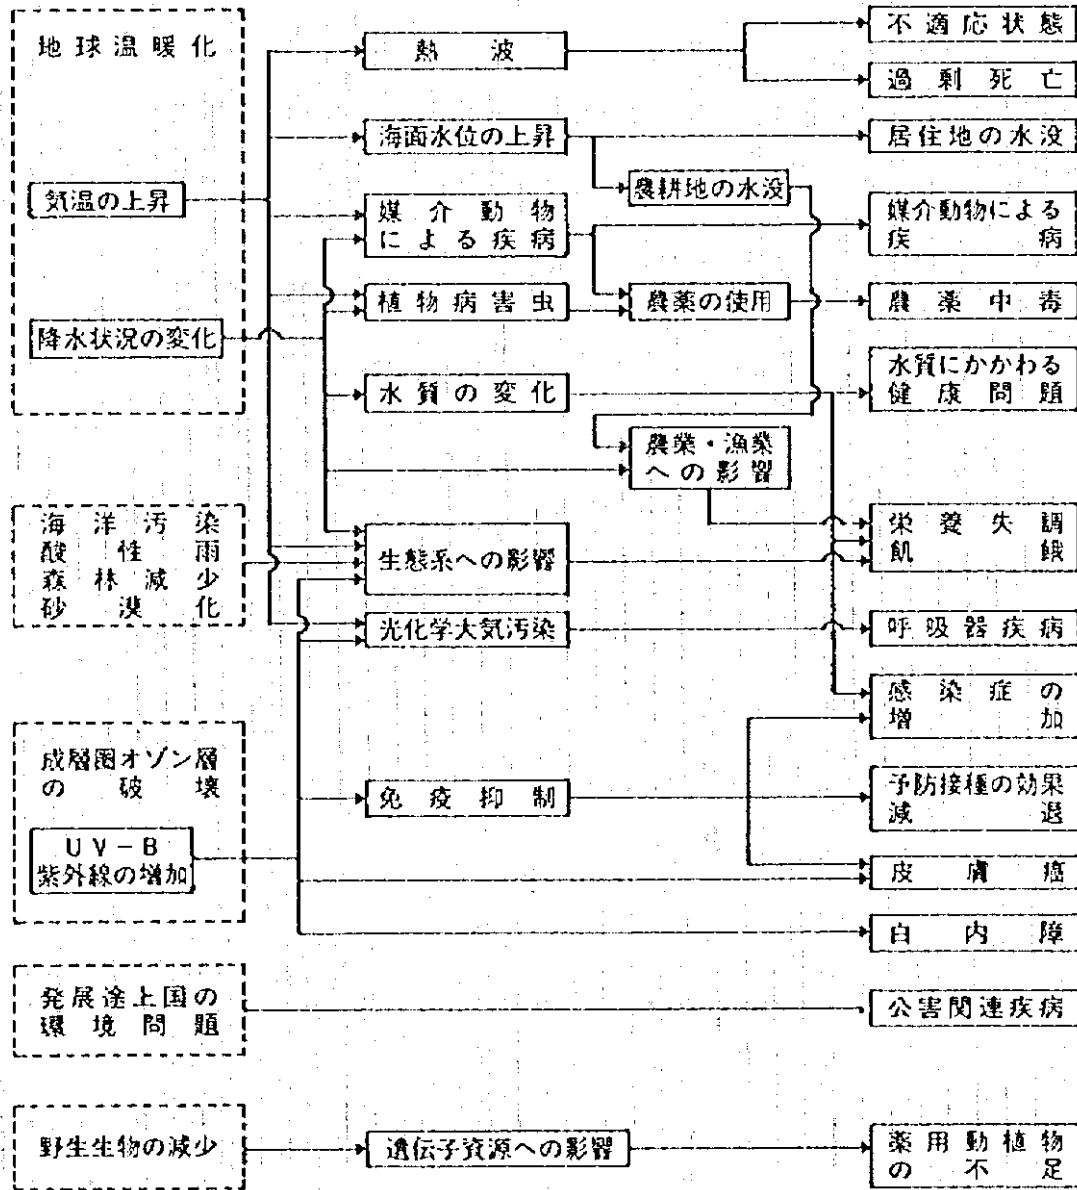 地球温暖化
気温の上昇
降水状況の変化
海洋汚染
酸性雨
森林減少
砂漠化
成層圏オゾン層
の破壊
UV-B
紫外線の増加
発展途上国の
環境問題
野生生物の減少
熱波
海面水位の上昇
媒介動物
による疾病
植物病害虫
水質の変化
生態系への影響
光化学大気汚染
免疫抑制
遺伝子資源への影響
農耕地の水没
農薬の使用
農業・漁業
への影響
不適応状態
過剰死亡
居住地の水没
媒介動物による
疾病
農薬中毒
水質にかかわる
健康問題
栄養失調
飢餓
呼吸器疾病
感染症の
増加
予防接種の効果
減退
皮膚癌
白内障
公害関連疾病
薬用動植物
の不足